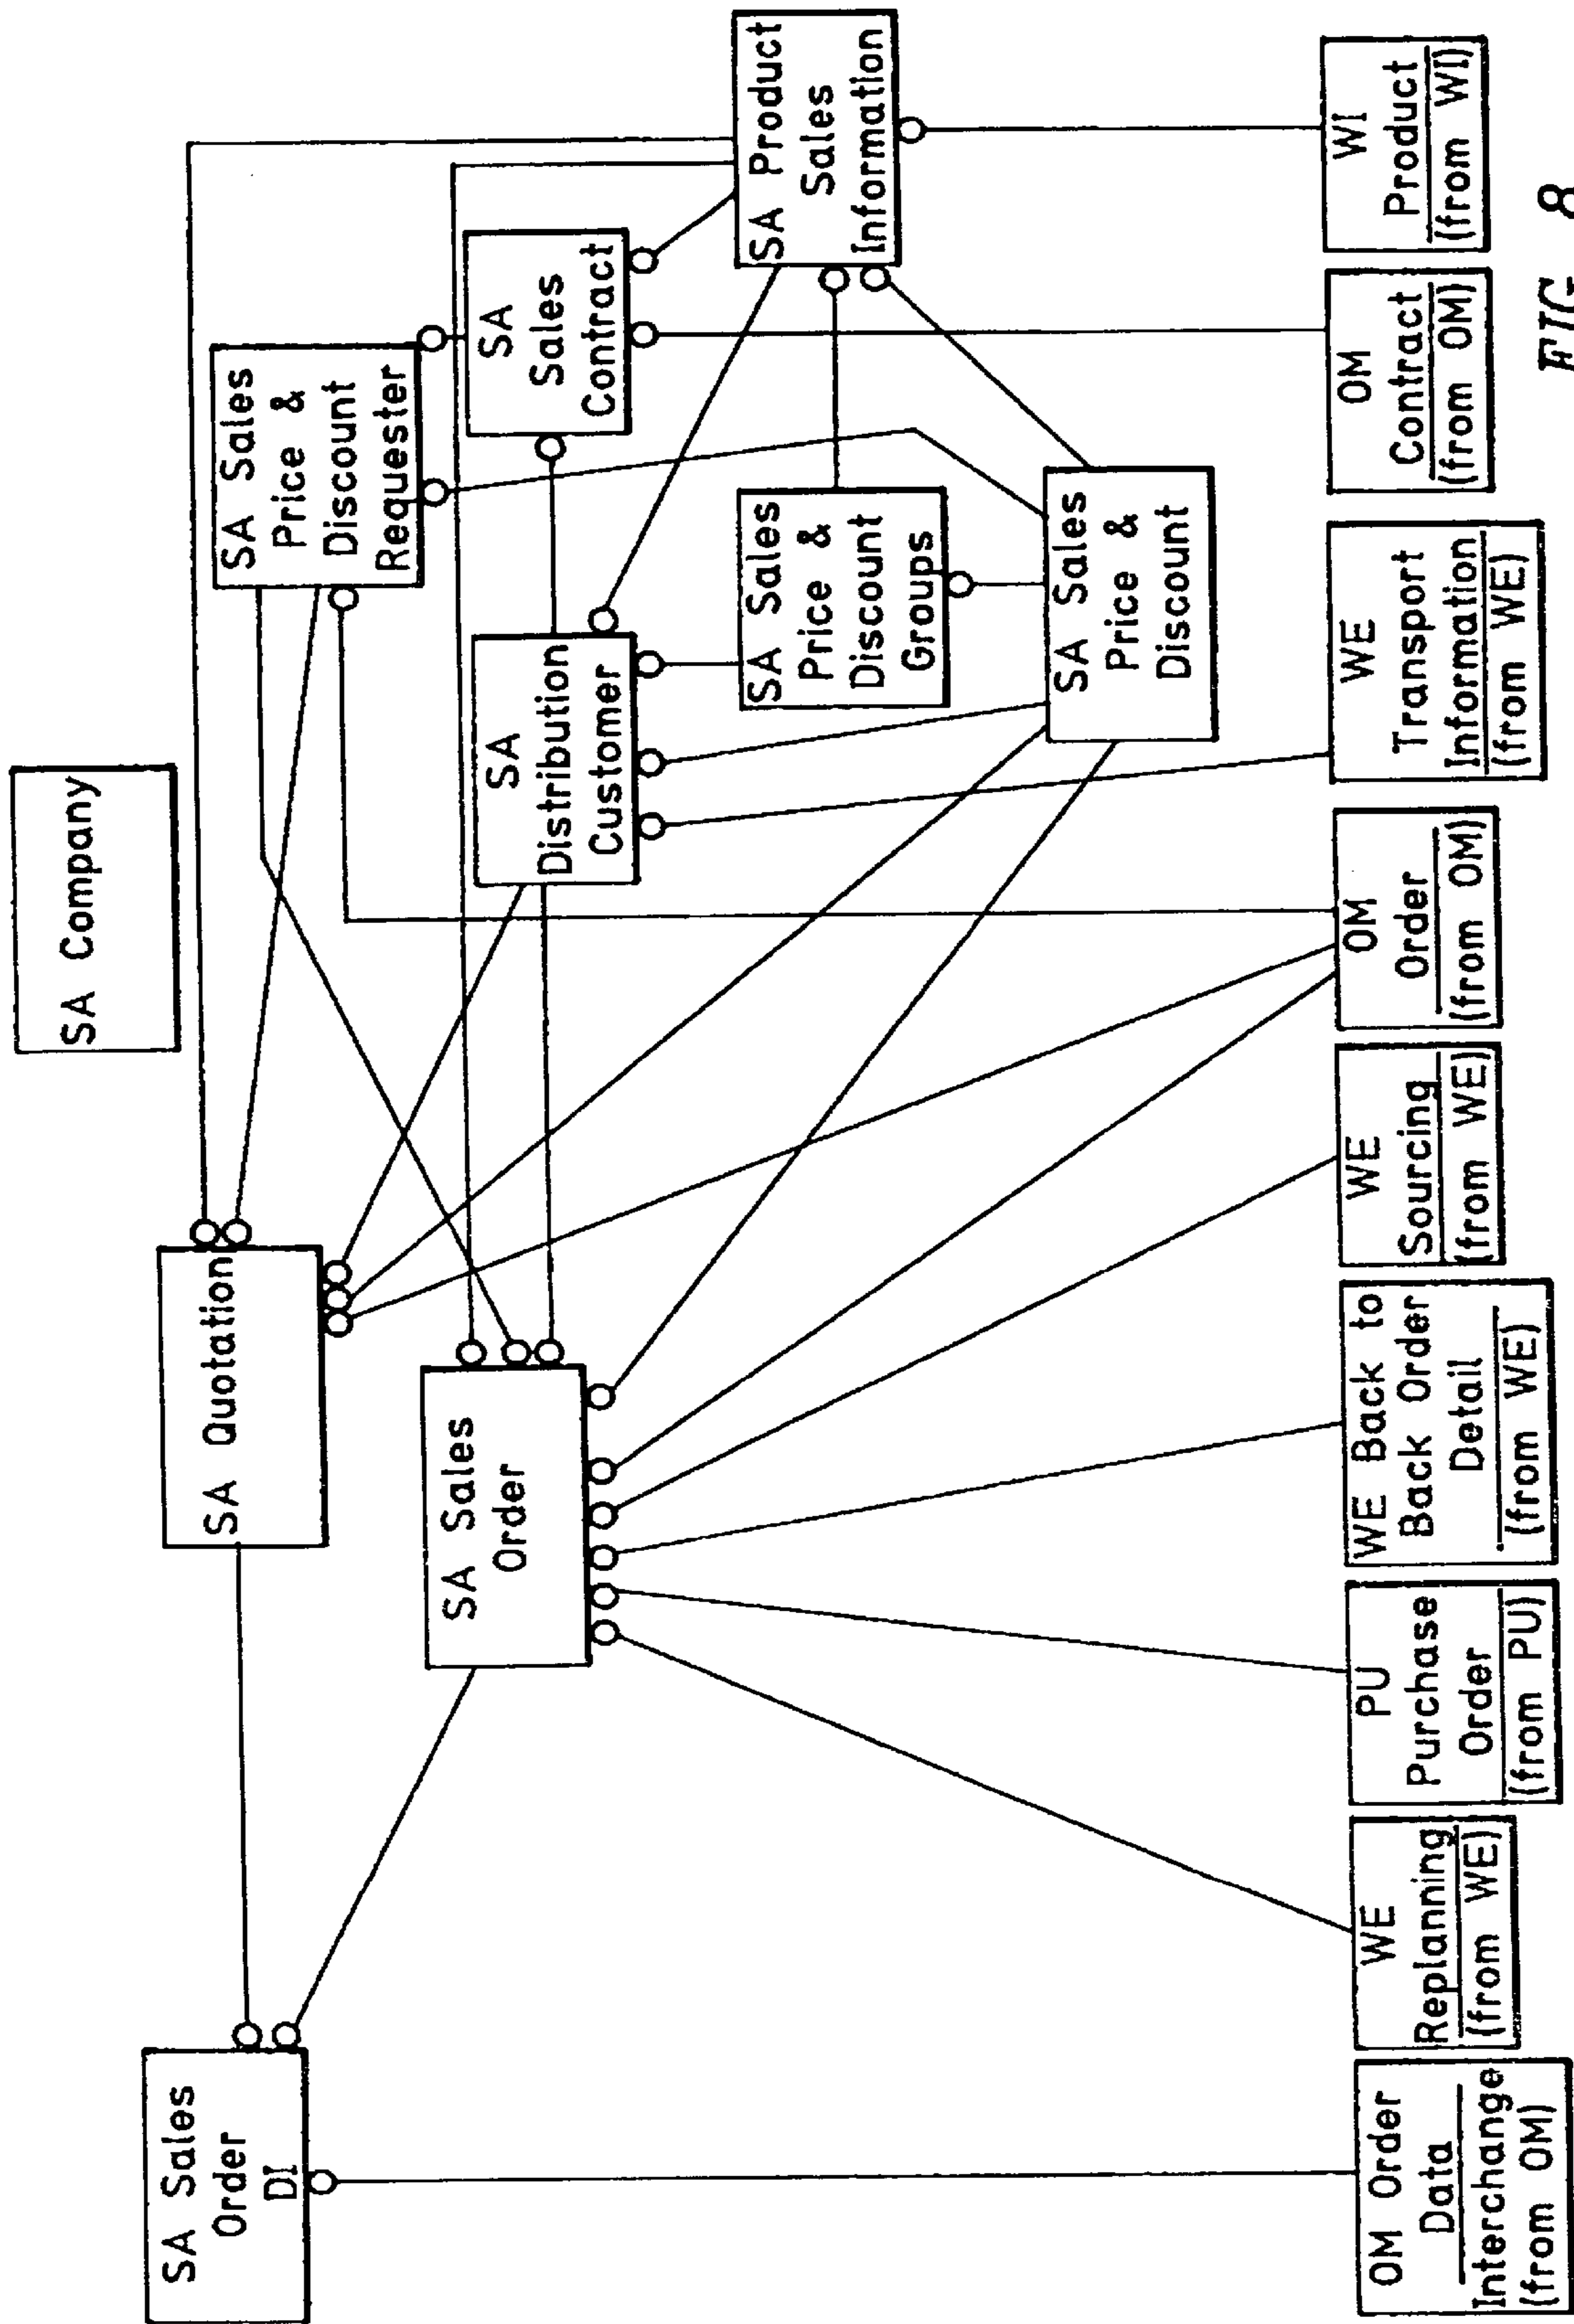 SA Company
SA Sales
Order
DI
SA Quotation
SA Sales
Price &
Discount
Requester
SA Sales
Order
SA
Distribution
Customer
SA
Sales
Contract
SA Sales
Price &
Discount
Groups
SA Product
Sales
Information
SA Sales
Price &
Discount
OM Order
Data
Interchange
(from OM)
WE
Replanning
(from WE)
PU
Purchase
Order
(from PU)
WE Back to
Back Order
Detail
(from WE)
WE
Sourcing
(from WE)
OM
Order
(from OM)
WE
Transport
Information
(from WE)
OM
Contract
(from OM)
WI
Product
(from WI)
FIG. 8